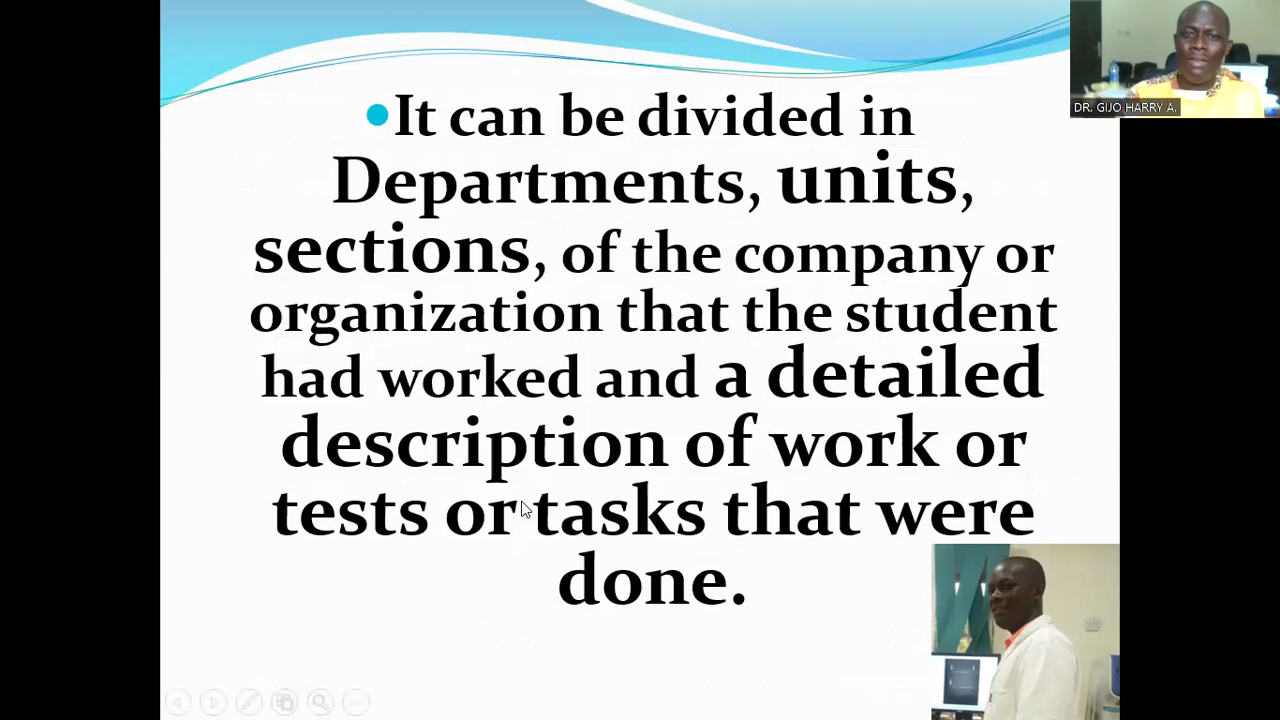 DR. GIJO HARRY A.
•It can be divided in
Departments, units,
sections, of the company or
organization that the student
had worked and a detailed
description of work or
tests or tasks that were
done.